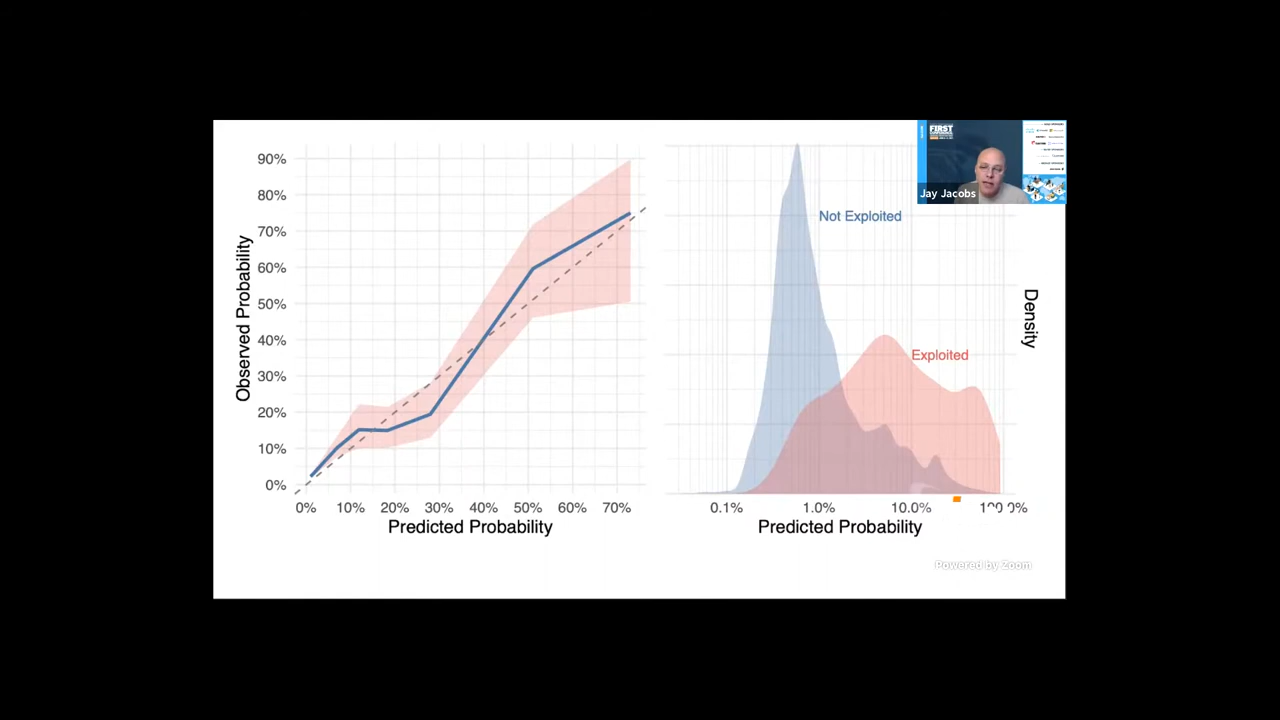 90%
80%
70%
60%
50%
40%
30%
20%
10%
0%
Observed Probability
0% 10% 20% 30% 40% 50% 60% 70%
Predicted Probability
Not Exploited
Exploited
Density
0.1% 1.0% 10.0% 100.0%
Predicted Probability
FIRST
Jay Jacobs
Powered by Zoom